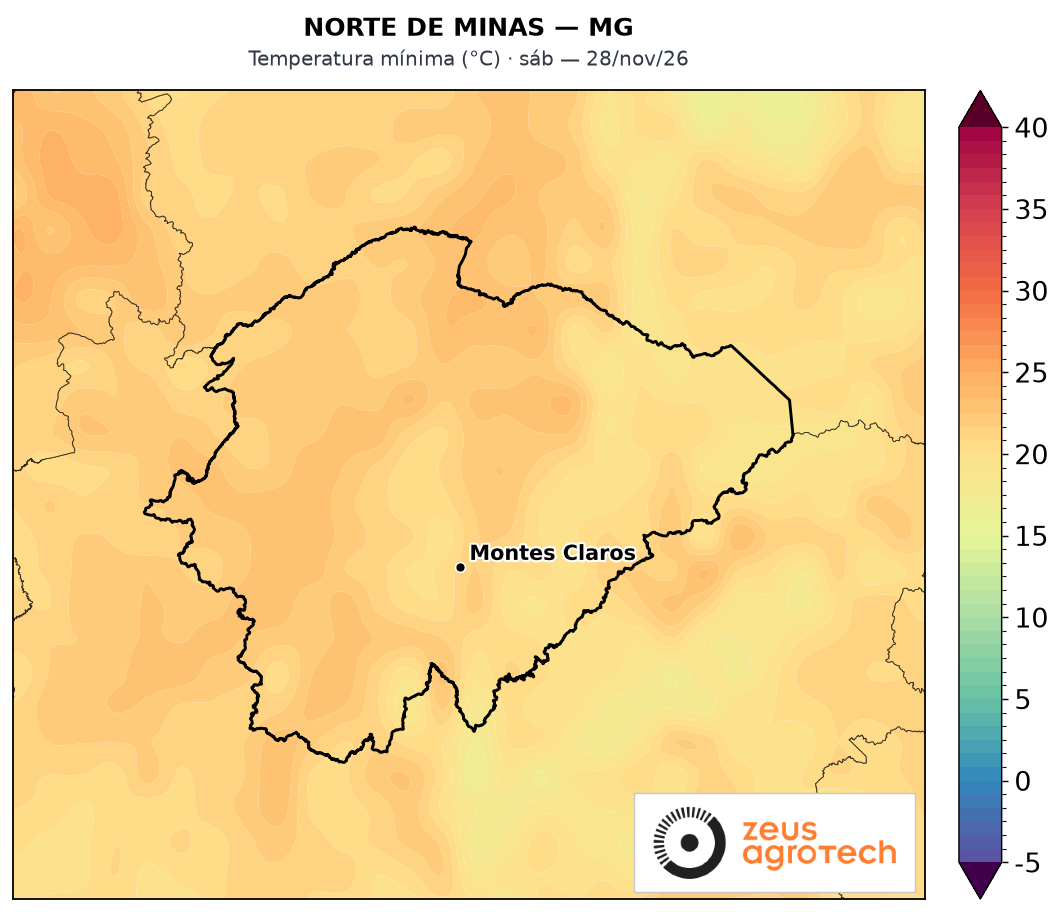 NORTE DE MINAS — MG
Temperatura mínima (°C) · sáb — 28/nov/26
40
35
30
25
20
15
10
5
0
-5
Montes Claros
zeus
agrotech